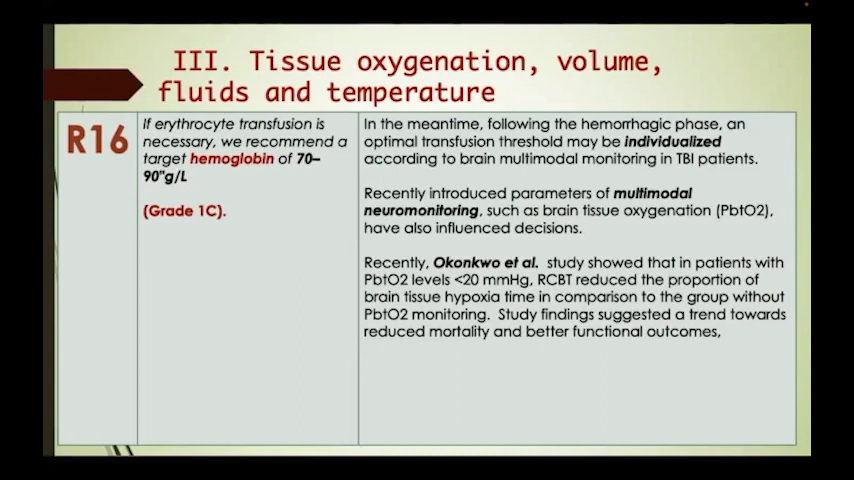 III. Tissue oxygenation, volume,
fluids and temperature
R16
If erythrocyte transfusion is
necessary, we recommend a
target hemoglobin of 70–
90"g/L
(Grade 1C).
In the meantime, following the hemorrhagic phase, an
optimal transfusion threshold may be individualized
according to brain multimodal monitoring in TBI patients.
Recently introduced parameters of multimodal
neuromonitoring, such as brain tissue oxygenation (PbtO2),
have also influenced decisions.
Recently, Okonkwo et al. study showed that in patients with
PbtO2 levels <20 mmHg, RCBT reduced the proportion of
brain tissue hypoxia time in comparison to the group without
PbtO2 monitoring. Study findings suggested a trend towards
reduced mortality and better functional outcomes,